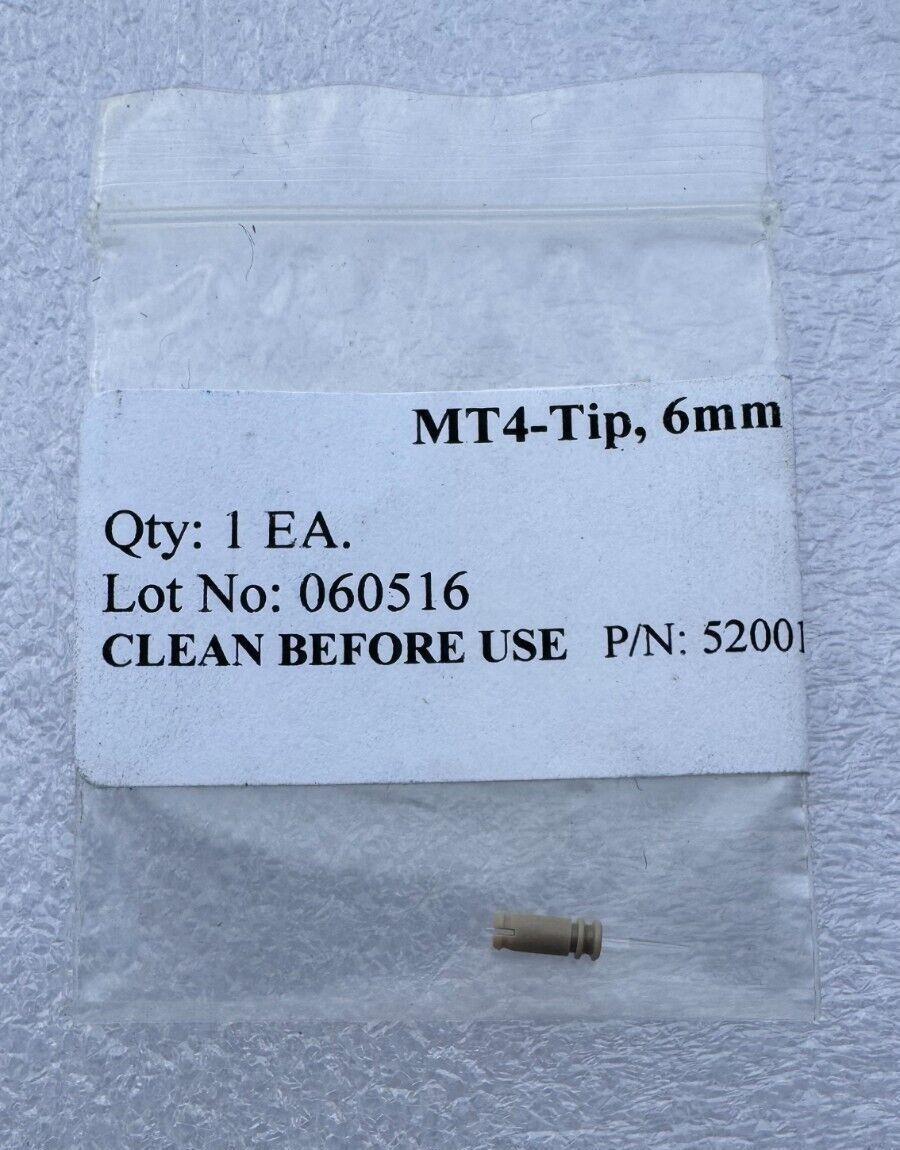 MT4-Tip, 6mm
Qty: 1 EA.
Lot No: 060516
CLEAN BEFORE USE P/N: 52001